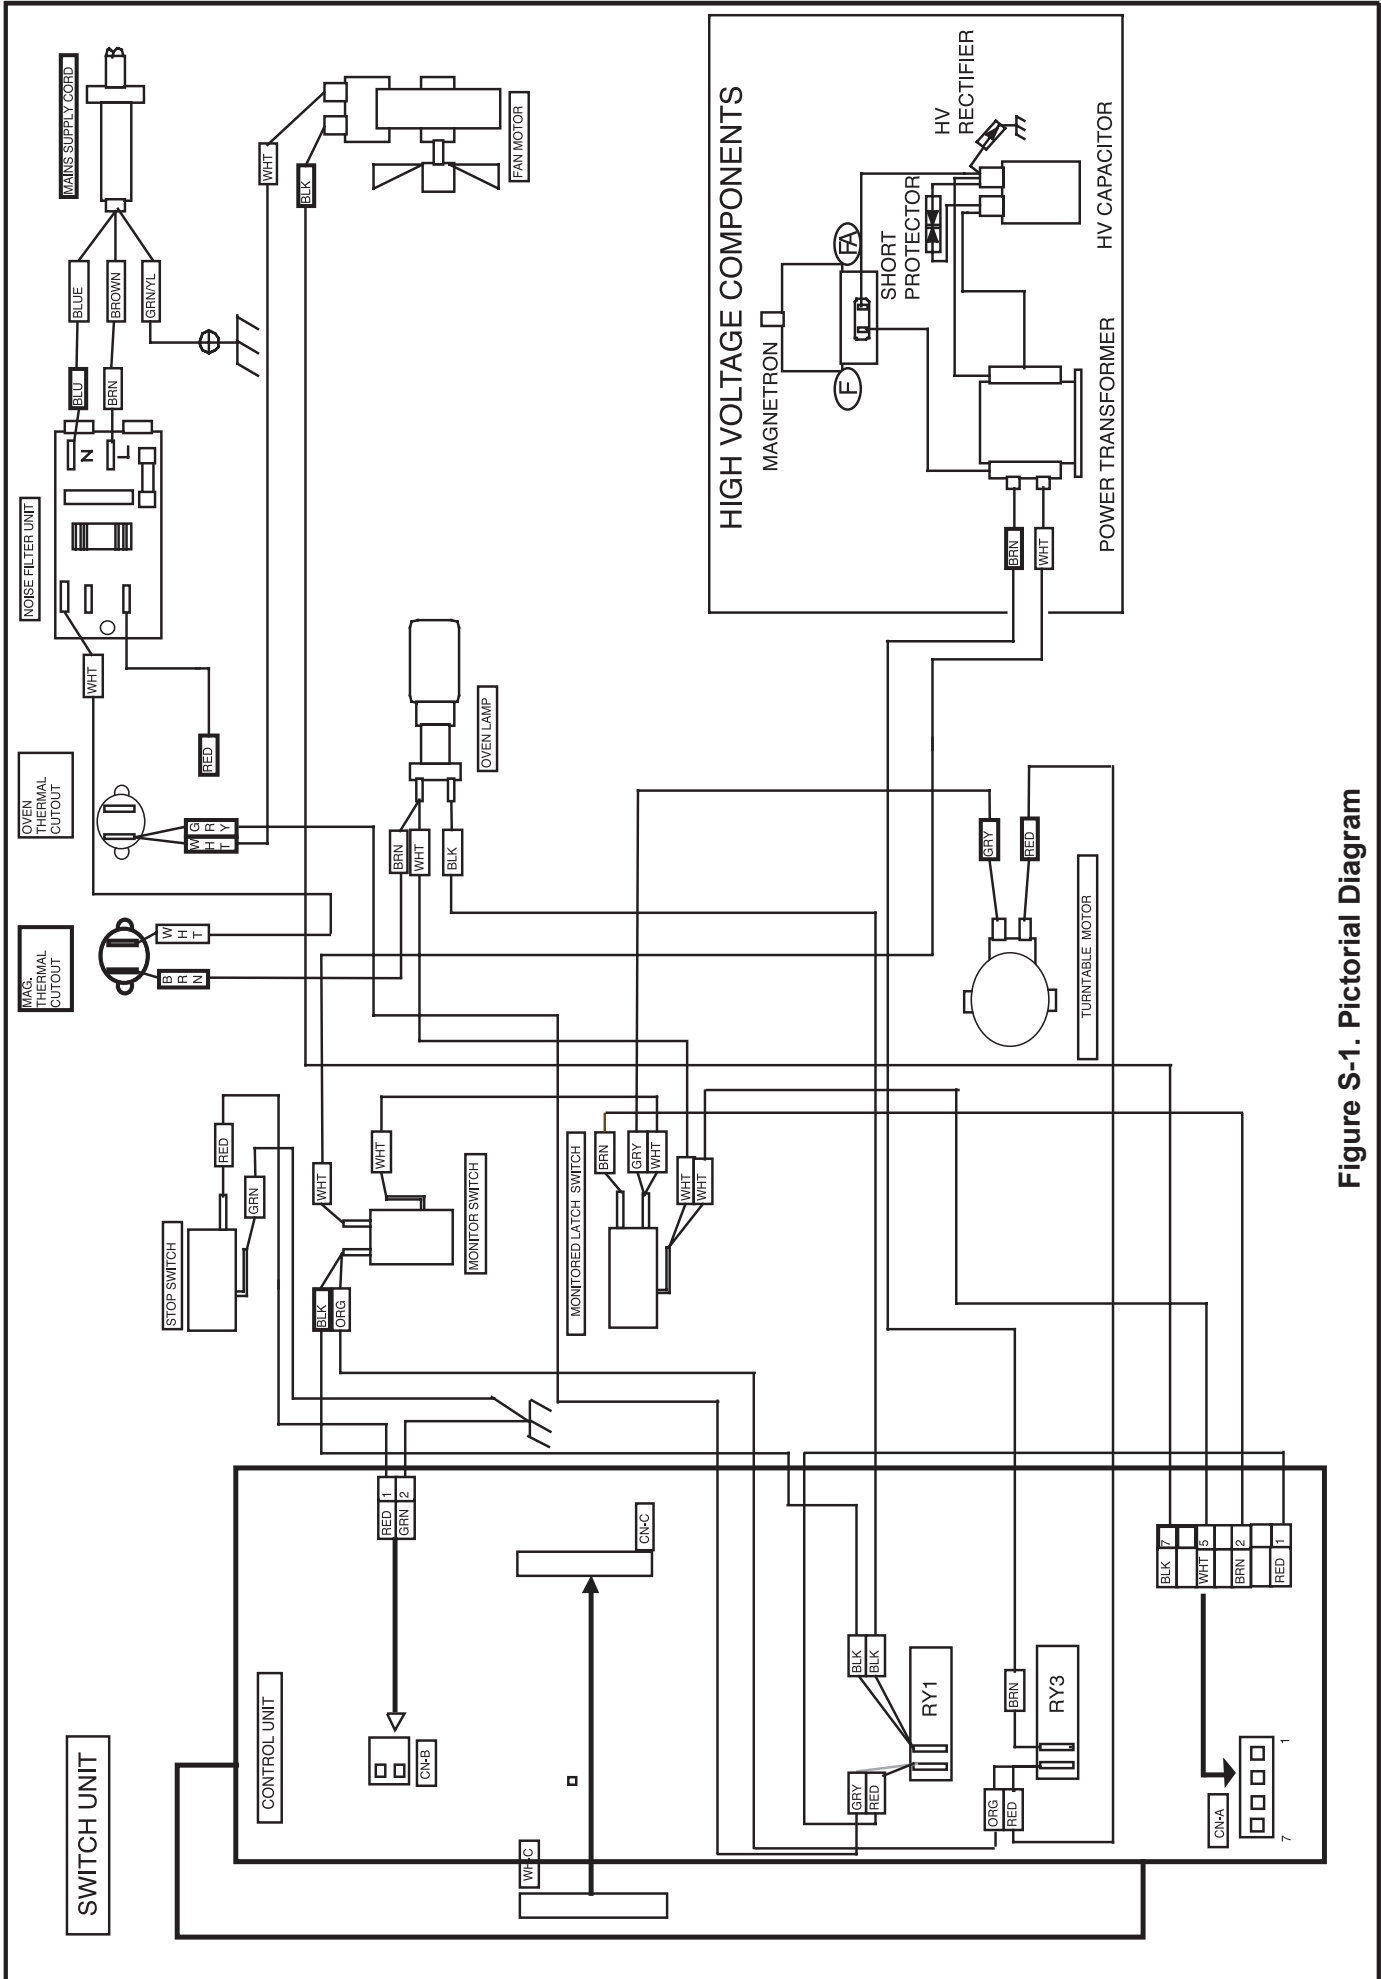 SWITCH UNIT
CONTROL UNIT
CN-B
WH-C
CN-C
RED 1
GRN 2
STOP SWITCH
RED
GRN
WHT
WHT
MONITOR SWITCH
BLK
ORG
MONITORED LATCH SWITCH
BRN
GRY
WHT
WHT
WHT
BLK
BLK
GRY
RED
RY1
BRN
ORG
RED
RY3
BLK 7
WHT 5
BRN 2
RED 1
CN-A
1
7
MAG.
THERMAL
CUTOUT
WHT
BRN
OVEN
THERMAL
CUTOUT
GRY
WHT
RED
WHT
NOISE FILTER UNIT
N
L
BLU
BRN
BLUE
BROWN
GRN/YL
MAINS SUPPLY CORD
WHT
BLK
FAN MOTOR
BRN
WHT
BLK
OVEN LAMP
GRY
RED
TURNTABLE MOTOR
HIGH VOLTAGE COMPONENTS
MAGNETRON
F
FA
SHORT
PROTECTOR
HV
RECTIFIER
HV CAPACITOR
POWER TRANSFORMER
BRN
WHT
Figure S-1. Pictorial Diagram